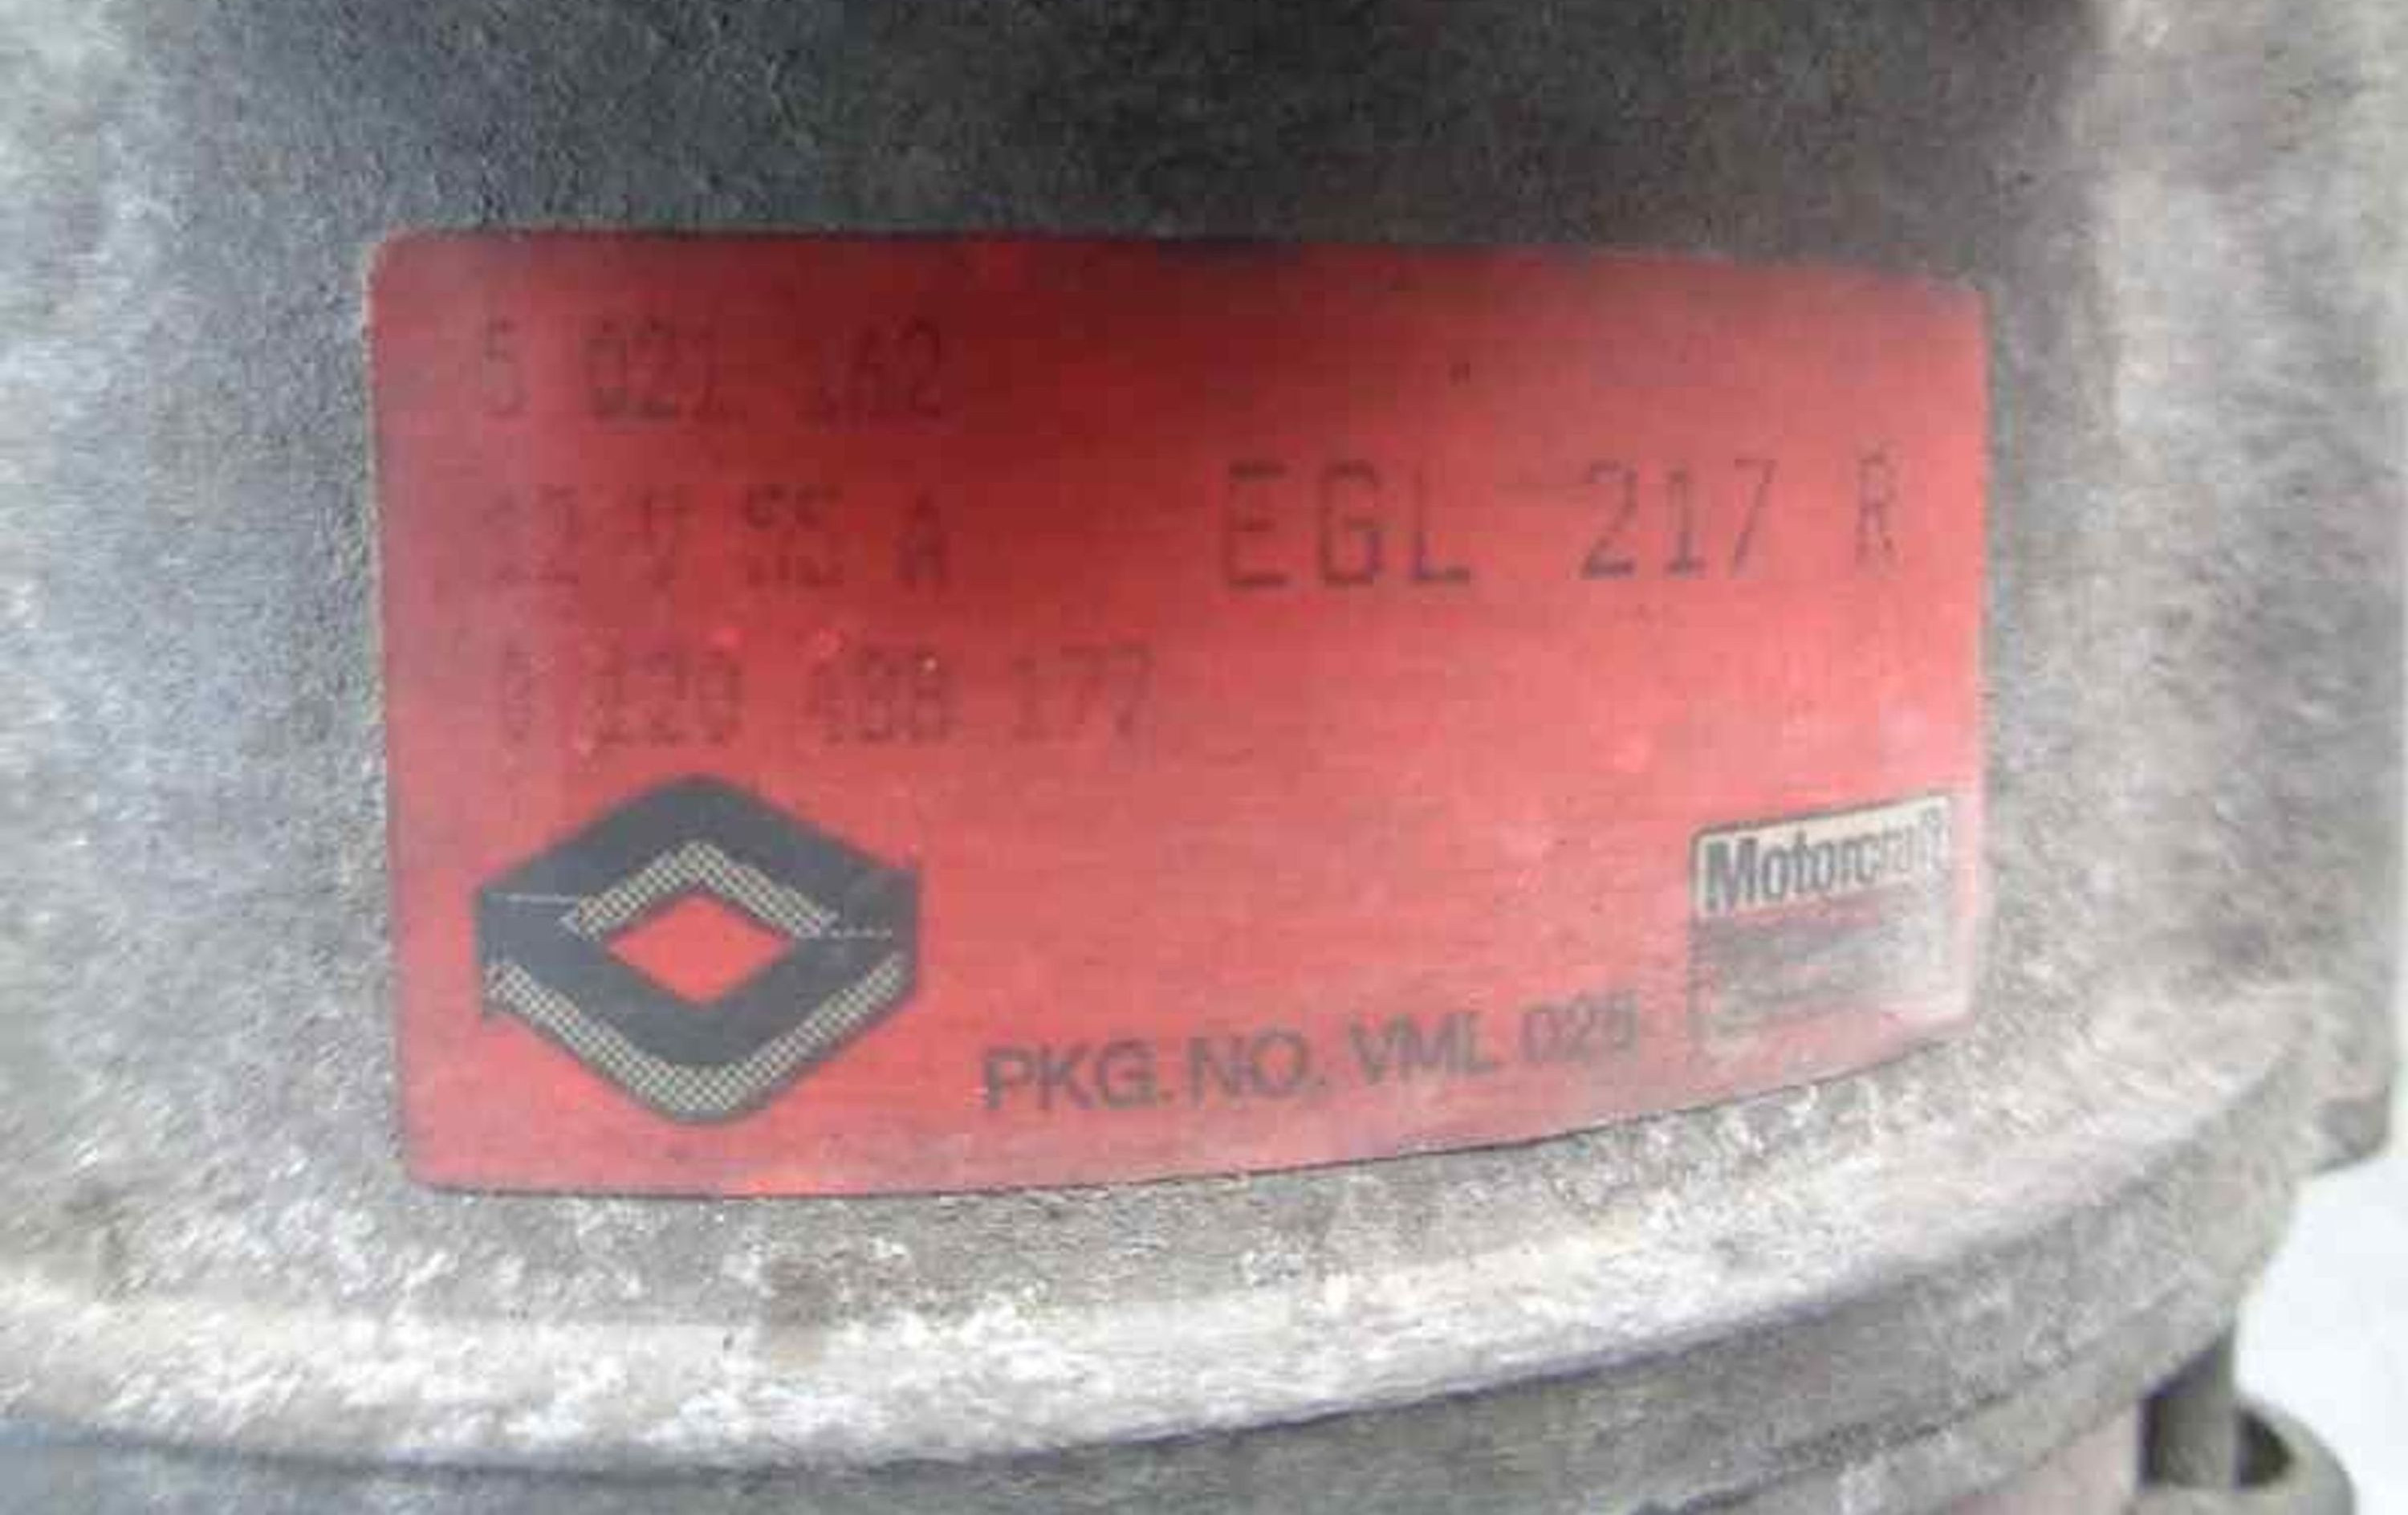 5 021 162
12 V 55 A
EGL 217 R
0 120 488 177
Motorcraft
PKG. NO. VML 025